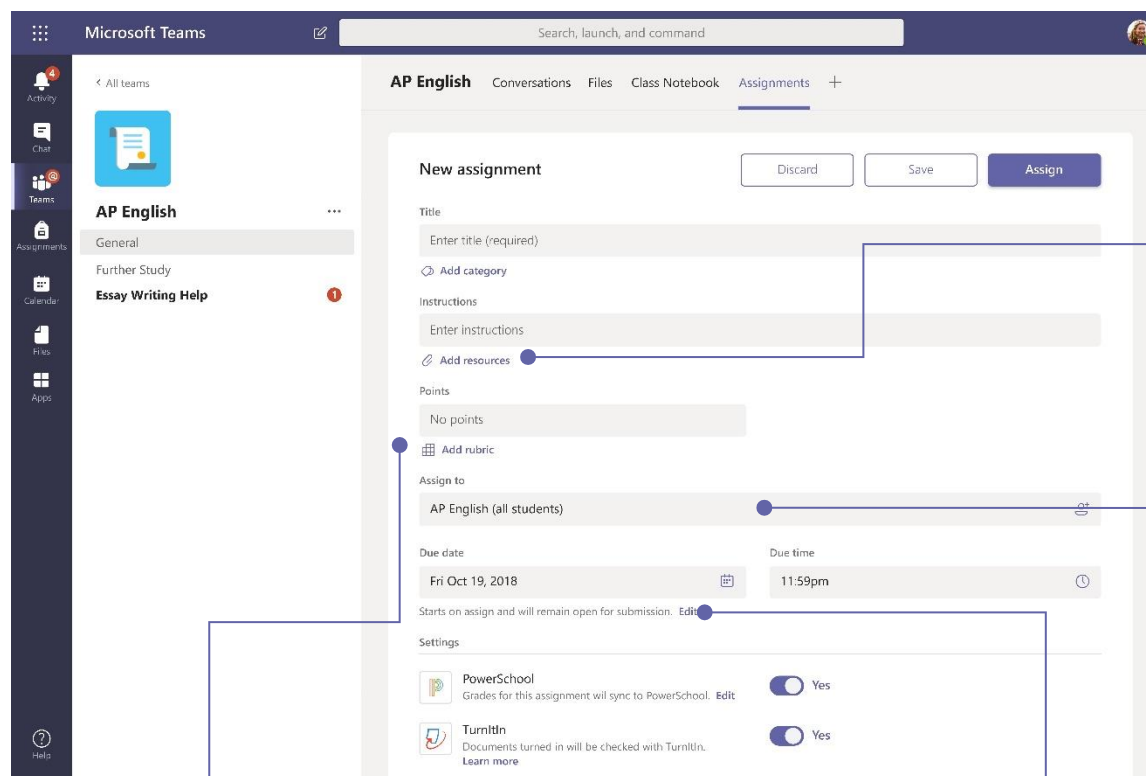 Microsoft Teams
Search, launch, and command
4
Activity
Chat
@
Teams
Assignments
Calendar
Files
Apps
Help
< All teams
AP English
...
General
Further Study
Essay Writing Help
1
AP English Conversations Files Class Notebook Assignments +
New assignment
Discard Save Assign
Title
Enter title (required)
Add category
Instructions
Enter instructions
Add resources
Points
No points
Add rubric
Assign to
AP English (all students)
Due date Due time
Fri Oct 19, 2018 11:59pm
Starts on assign and will remain open for submission. Edit
Settings
PowerSchool
Grades for this assignment wil sync to PowerSchool. Edit
Yes
TurnItIn
Documents turned in will be checked with TurnItIn.
Learn more
Yes